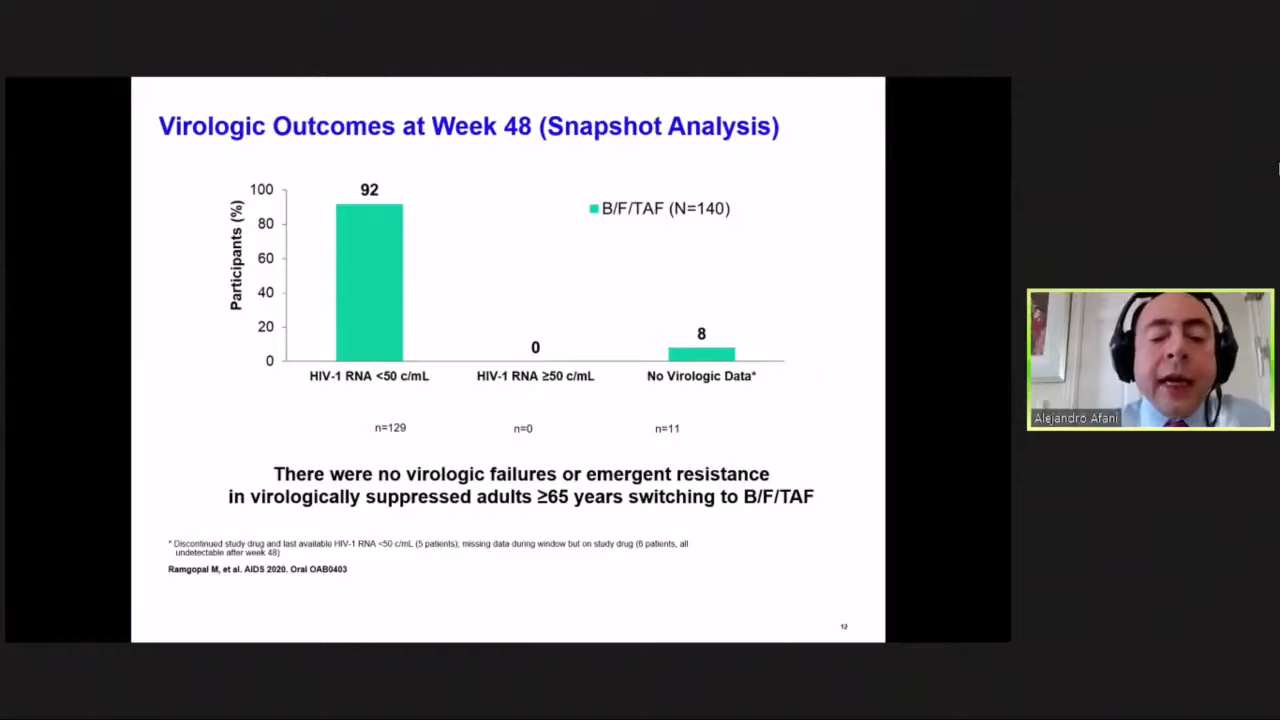 Virologic Outcomes at Week 48 (Snapshot Analysis)
Participants (%)
100
80
60
40
20
0
92
0
8
B/F/TAF (N=140)
HIV-1 RNA <50 c/mL
HIV-1 RNA ≥50 c/mL
No Virologic Data*
n=129
n=0
n=11
There were no virologic failures or emergent resistance
in virologically suppressed adults ≥65 years switching to B/F/TAF
* Discontinued study drug and last available HIV-1 RNA <50 c/mL (5 patients); missing data during window but on study drug (6 patients, all
undetectable after week 48)
Ramgopal M, et al. AIDS 2020. Oral OAB0403
12
Alejandro Afani